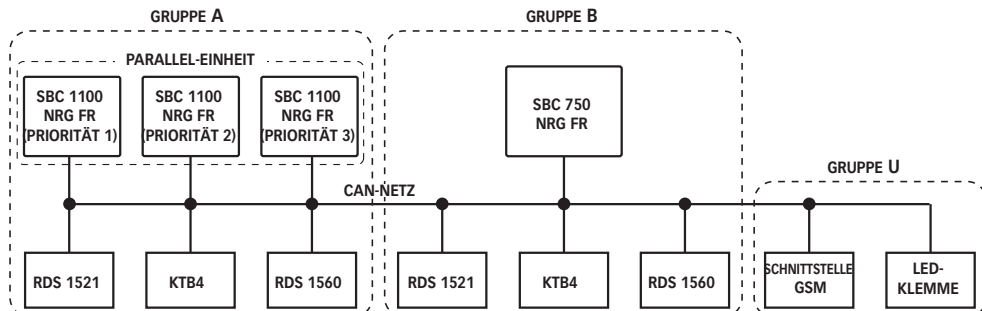 GRUPPE A
GRUPPE B
PARALLEL-EINHEIT
SBC 1100
NRG FR
(PRIORITÄT 1)
SBC 1100
NRG FR
(PRIORITÄT 2)
SBC 1100
NRG FR
(PRIORITÄT 3)
SBC 750
NRG FR
GRUPPE U
CAN-NETZ
RDS 1521
KTB4
RDS 1560
RDS 1521
KTB4
RDS 1560
SCHNITTSTELLE
GSM
LED-
KLEMME